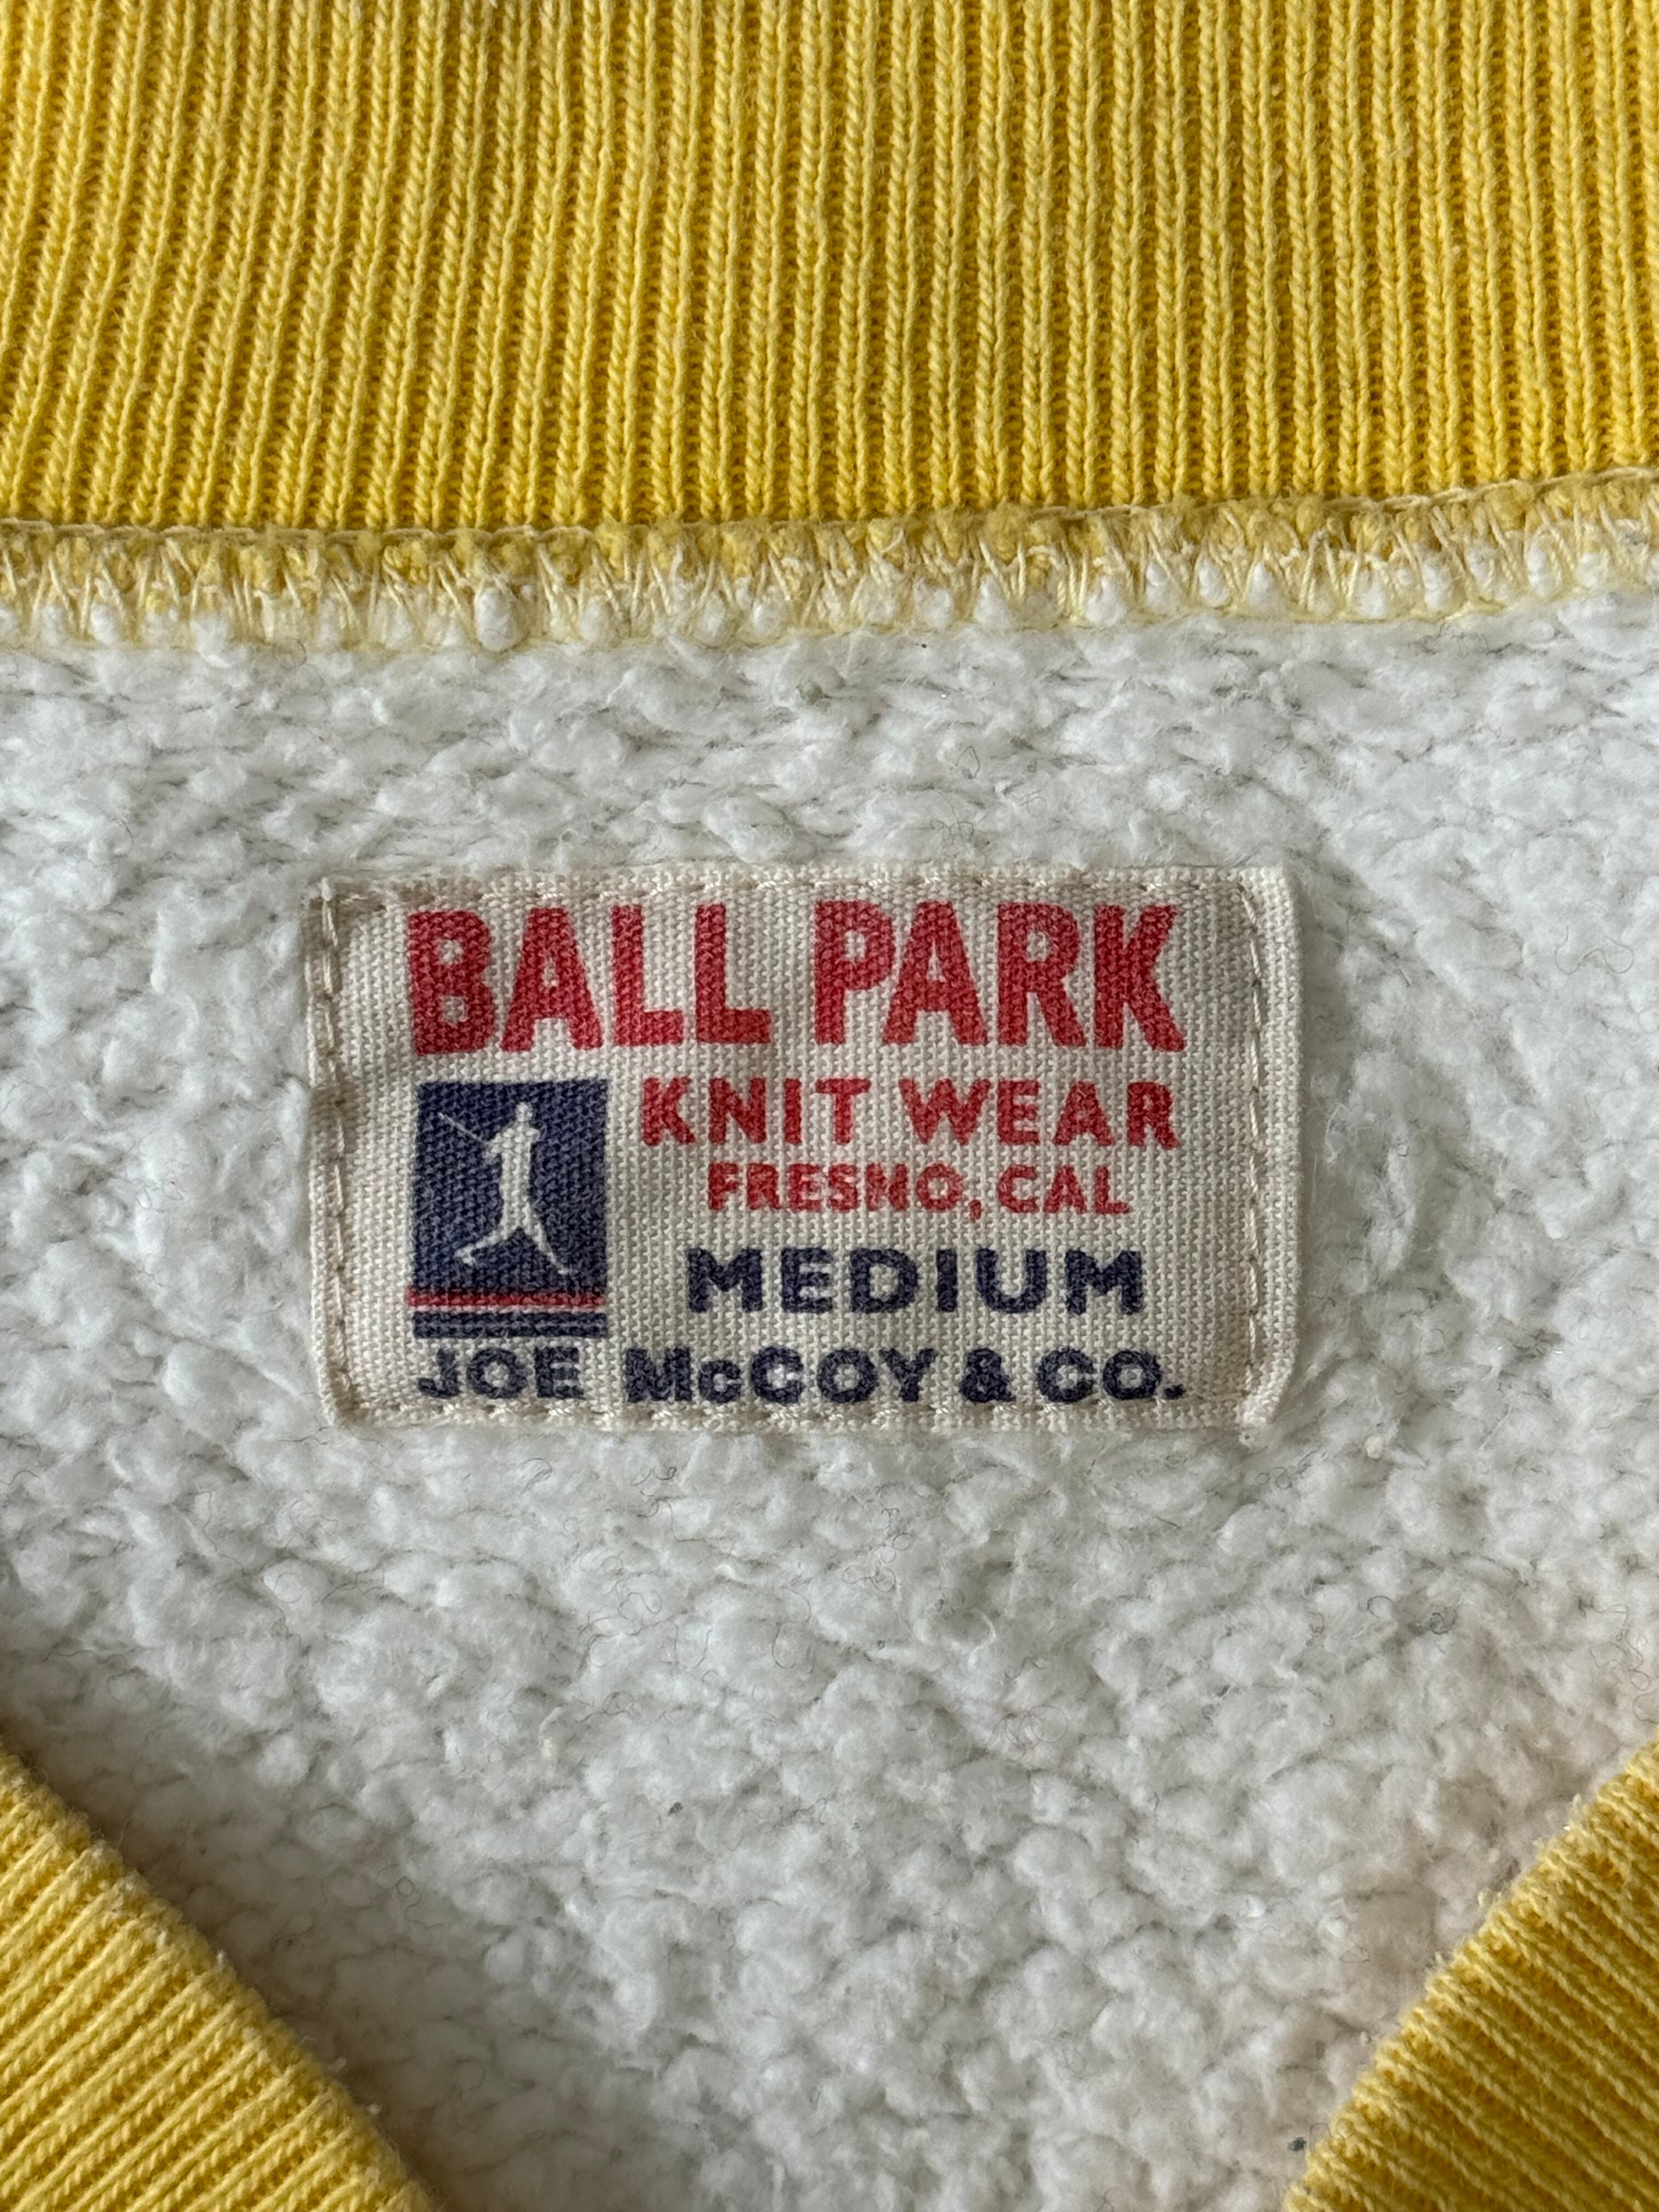 BALL PARK
KNIT WEAR
FRESNO, CAL
MEDIUM
JOE McCOY & CO.